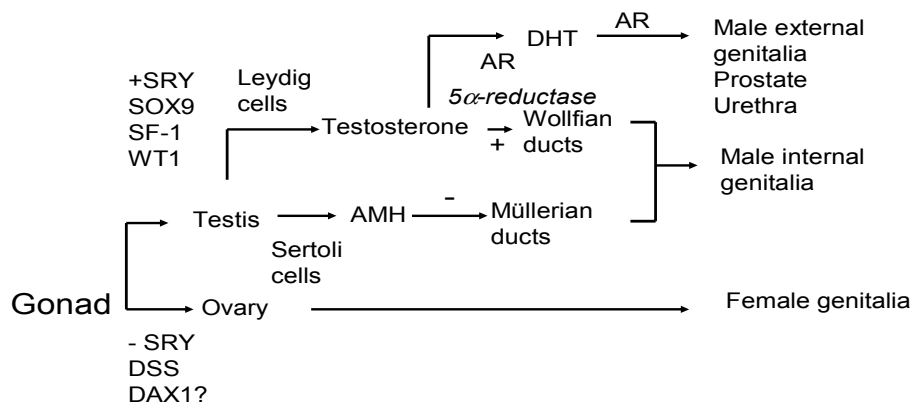 AR
DHT
AR
Male external
genitalia
Prostate
Urethra
+SRY
SOX9
SF-1
WT1
Leydig
cells
5α-reductase
Testosterone
+
Wolffian
ducts
Male internal
genitalia
Testis
AMH
-
Müllerian
ducts
Sertoli
cells
Gonad
Ovary
Female genitalia
- SRY
DSS
DAX1?